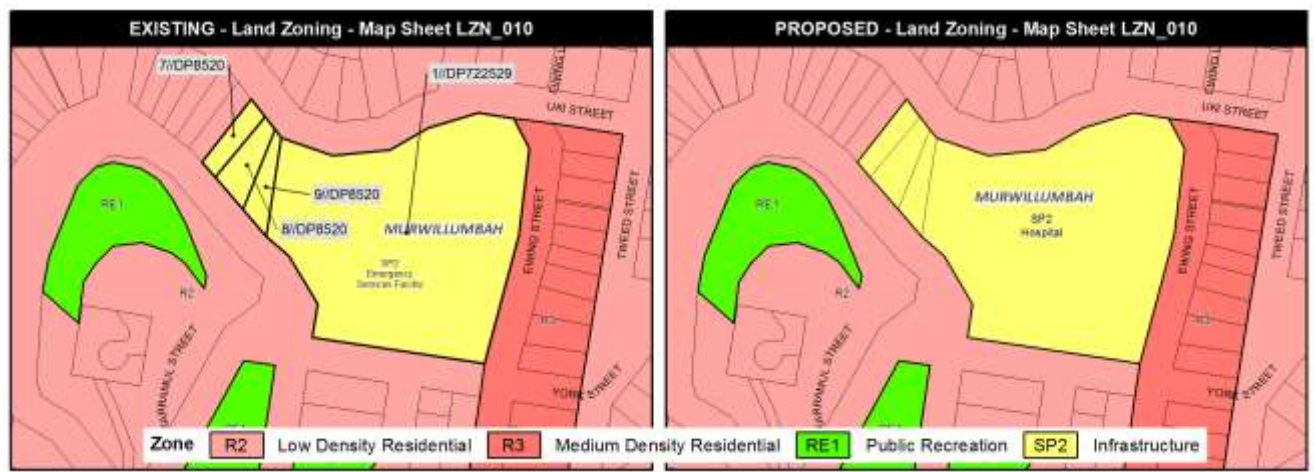 EXISTING - Land Zoning - Map Sheet LZN_010
7//DP8520
1//DP722529
UKI STREET
RE1
9//DP8520
8//DP8520
MURWILLUMBAH
SP2
Emergency
Services Facility
EWING STREET
TWEED STREET
R2
R3
YORK STREET
PROPOSED - Land Zoning - Map Sheet LZN_010
UKI STREET
RE1
MURWILLUMBAH
SP2
Hospital
EWING STREET
TWEED STREET
R2
YORK STREET
Zone
R2 Low Density Residential
R3 Medium Density Residential
RE1 Public Recreation
SP2 Infrastructure